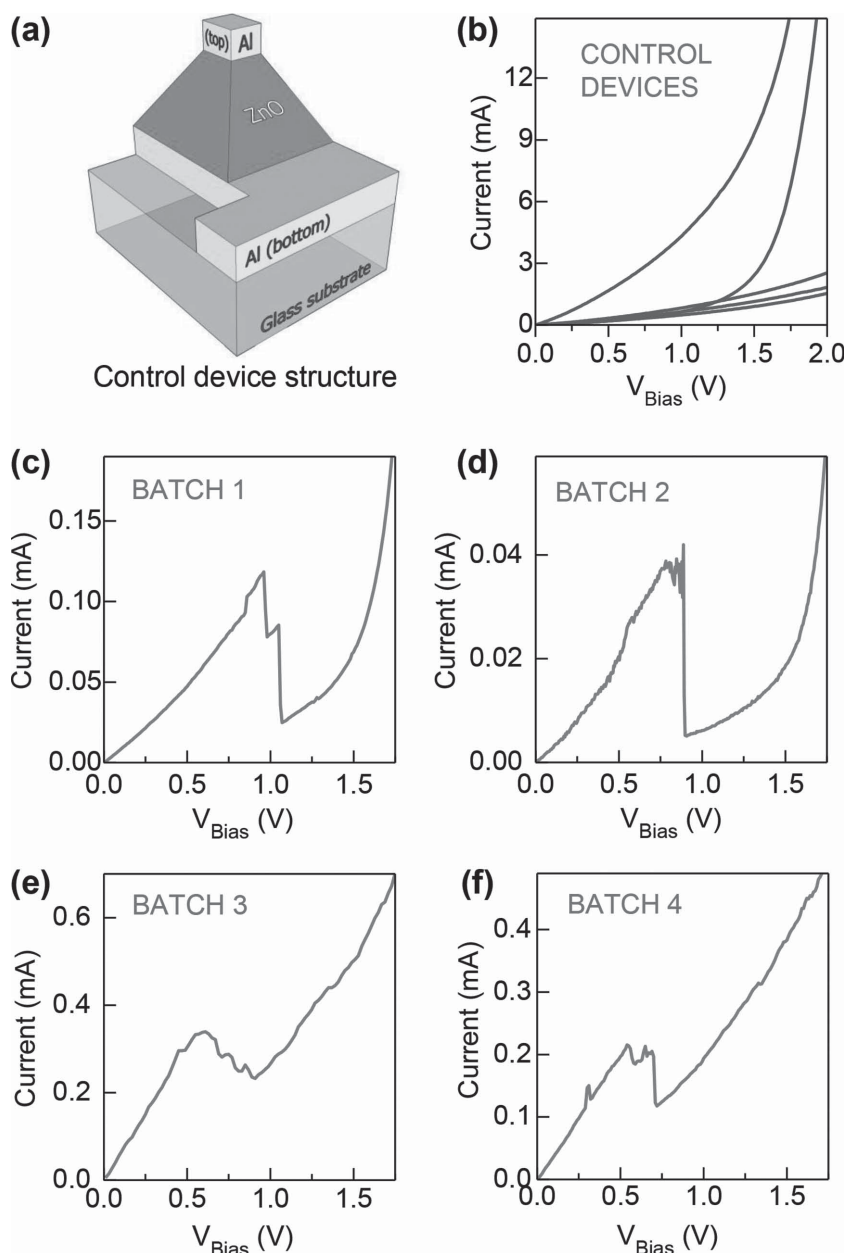 (a)
(top) Al
ZnO
Al (bottom)
Glass substrate
Control device structure
(b)
CONTROL
DEVICES
Current (mA)
12
9
6
3
0
0.0 0.5 1.0 1.5 2.0
V_Bias (V)
(c)
BATCH 1
Current (mA)
0.15
0.10
0.05
0.00
0.0 0.5 1.0 1.5
V_Bias (V)
(d)
BATCH 2
Current (mA)
0.04
0.02
0.00
0.0 0.5 1.0 1.5
V_Bias (V)
(e)
BATCH 3
Current (mA)
0.6
0.4
0.2
0.0
0.0 0.5 1.0 1.5
V_Bias (V)
(f)
BATCH 4
Current (mA)
0.4
0.3
0.2
0.1
0.0
0.0 0.5 1.0 1.5
V_Bias (V)